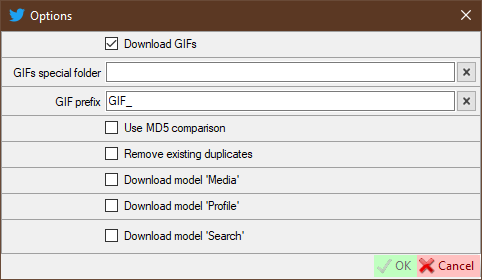 Options
Download GIFs
GIFs special folder
GIF prefix GIF_
Use MD5 comparison
Remove existing duplicates
Download model 'Media'
Download model 'Profile'
Download model 'Search'
OK Cancel